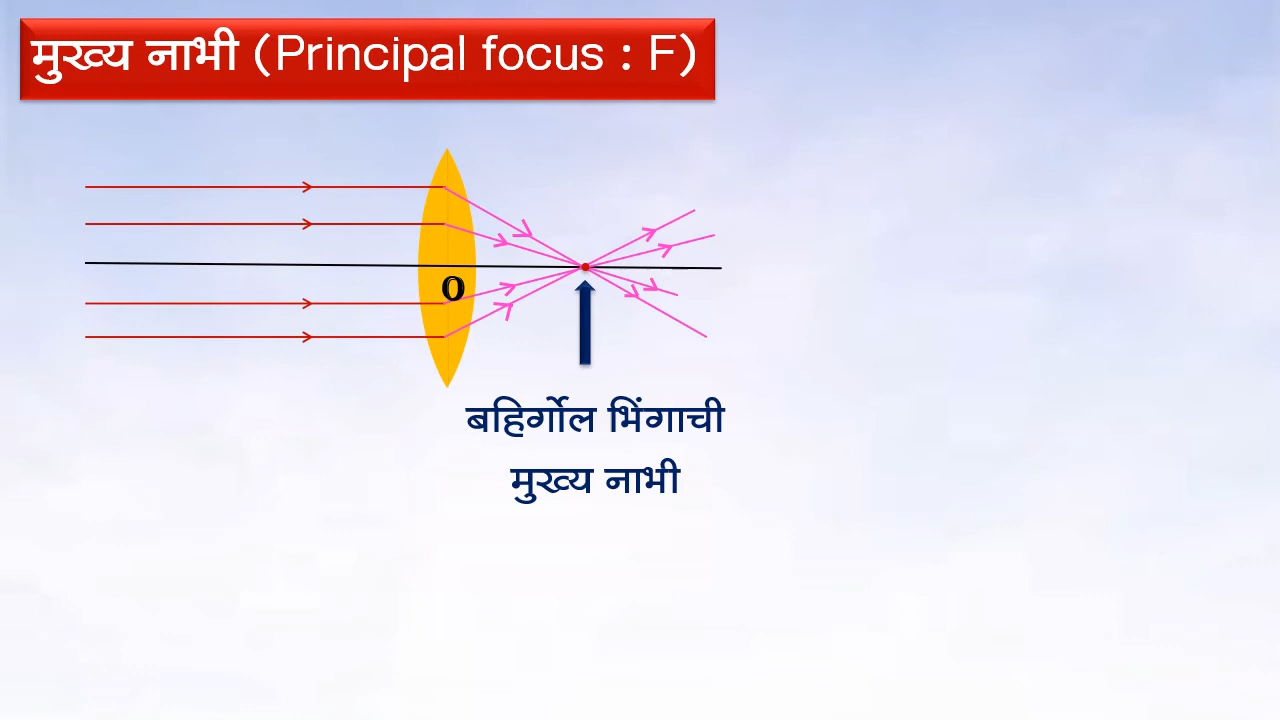 मुख्य नाभी (Principal focus : F)
O
बहिर्गोल भिंगाची
मुख्य नाभी